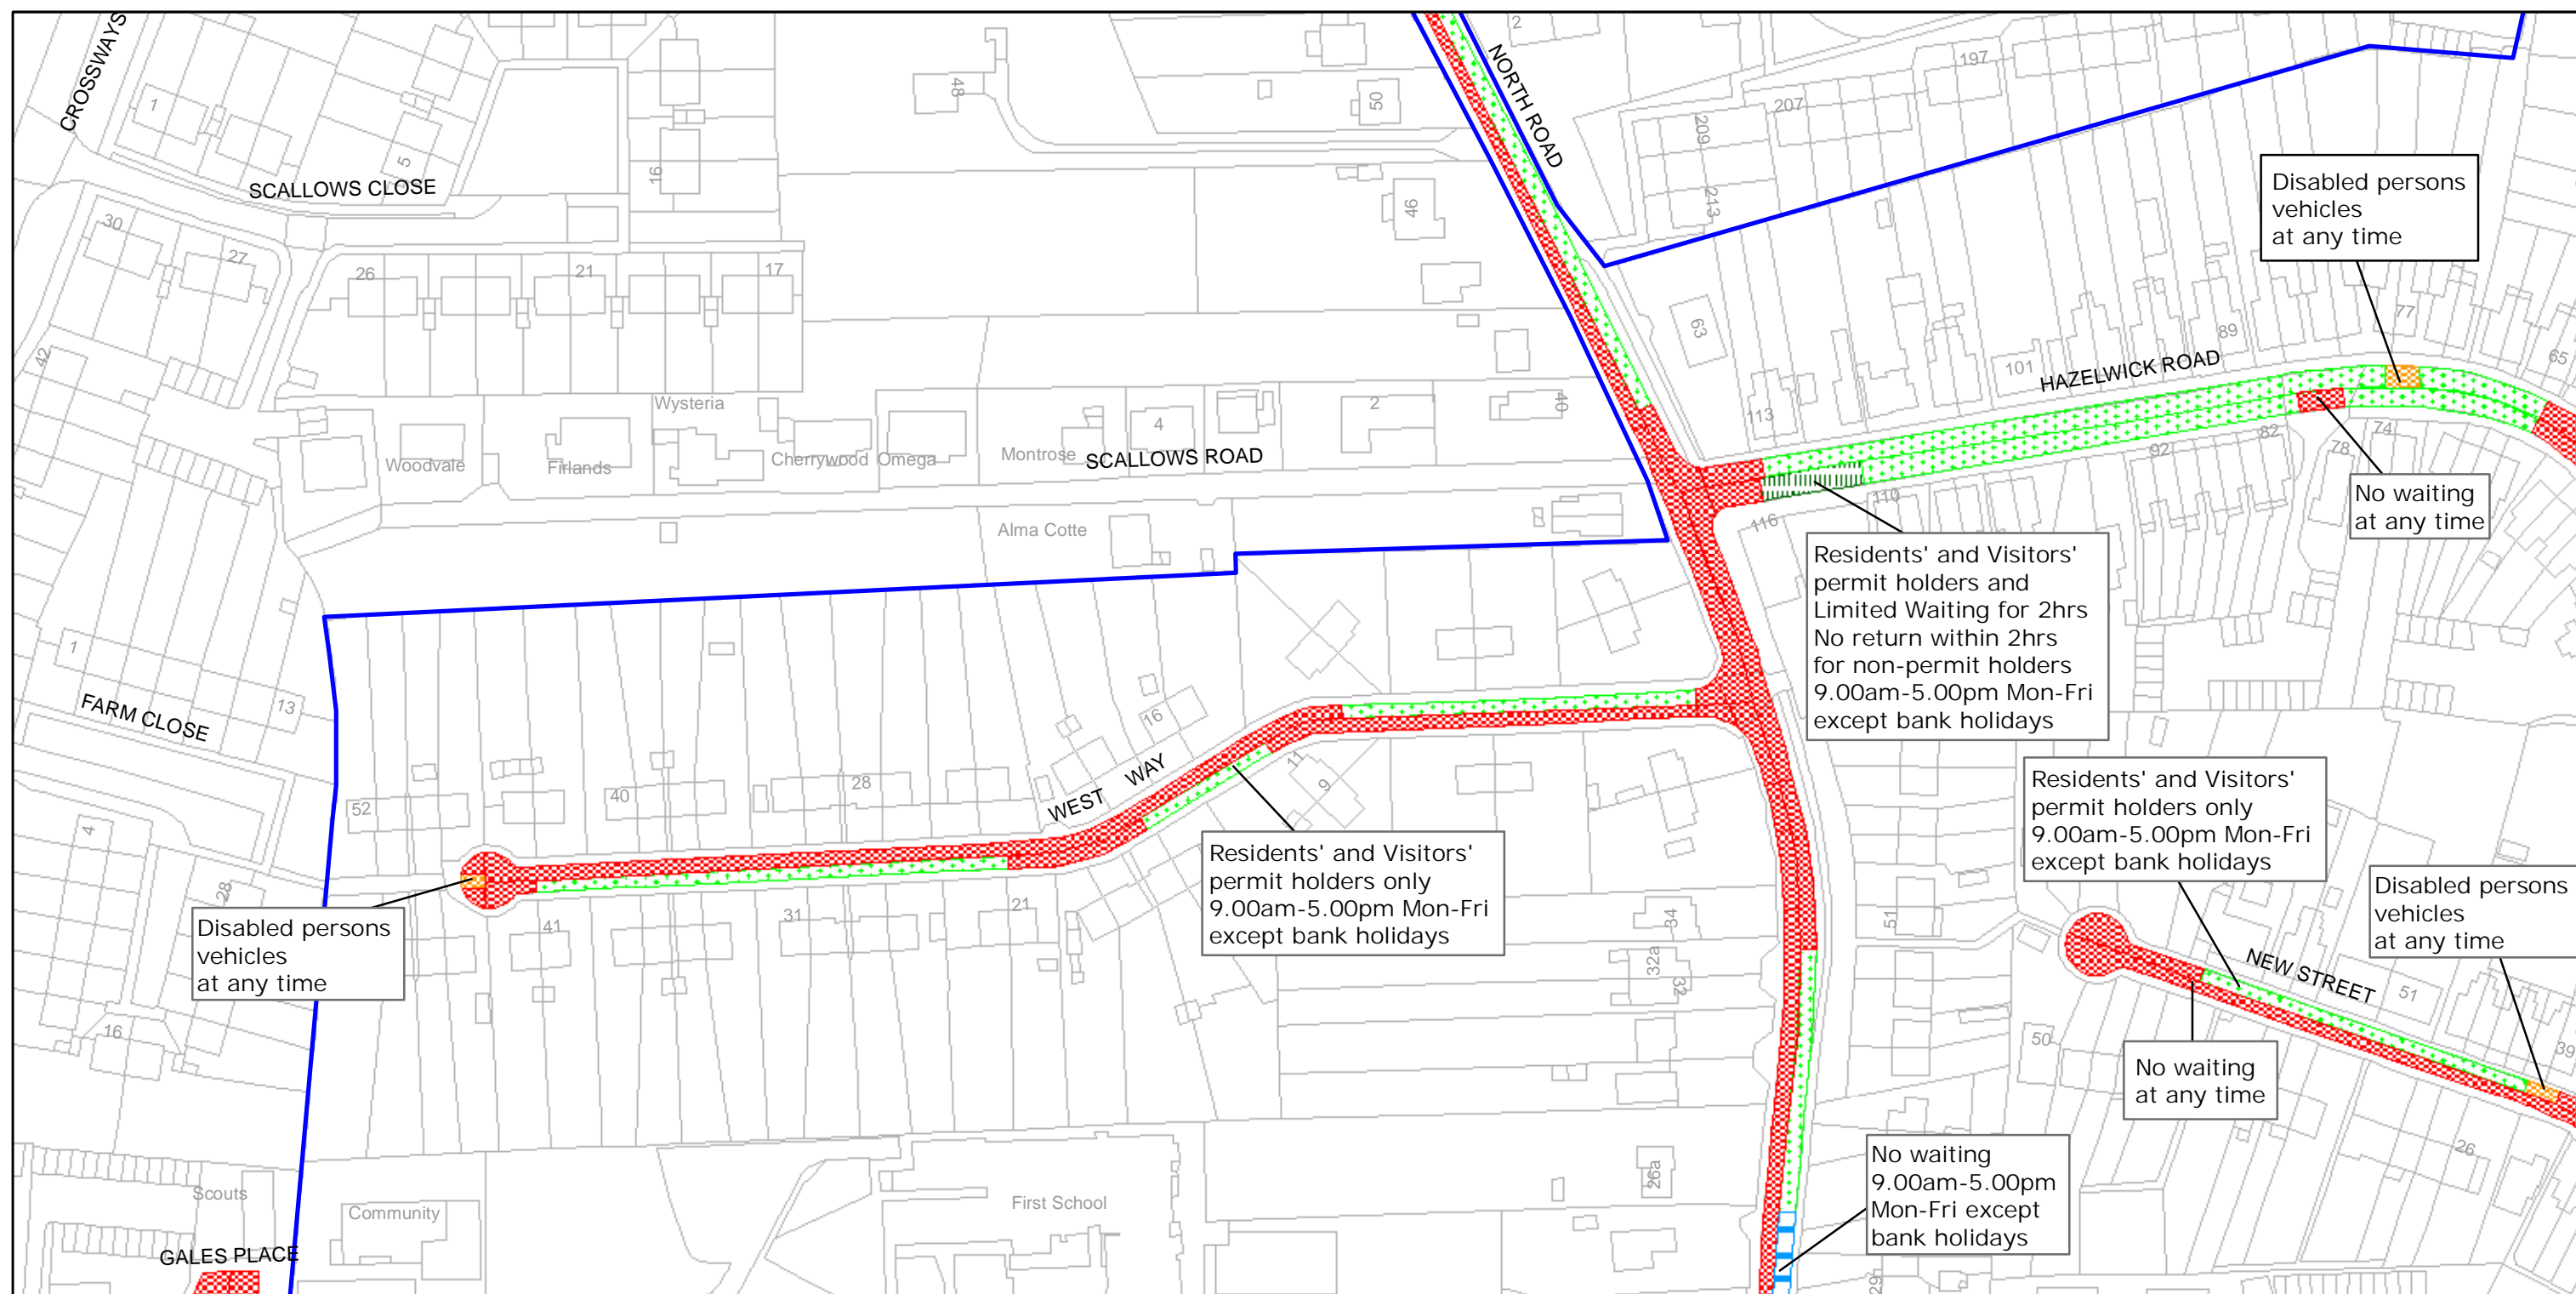 CROSSWAYS
1
5
SCALLOWS CLOSE
16
48
50
46
2
NORTH ROAD
197
207
209
213
30
27
26
21
17
42
63
Disabled persons
vehicles
at any time
77
65
89
101
HAZELWICK ROAD
113
Wysteria
Woodvale
Firlands
Cherrywood
Omega
Montrose
4
SCALLOWS ROAD
2
40
110
116
92
82
78
74
No waiting
at any time
Alma Cotte
Residents' and Visitors'
permit holders and
Limited Waiting for 2hrs
No return within 2hrs
for non-permit holders
9.00am-5.00pm Mon-Fri
except bank holidays
1
FARM CLOSE
13
4
28
16
52
40
28
16
WEST WAY
11
9
Residents' and Visitors'
permit holders only
9.00am-5.00pm Mon-Fri
except bank holidays
Residents' and Visitors'
permit holders only
9.00am-5.00pm Mon-Fri
except bank holidays
Disabled persons
vehicles
at any time
41
31
21
34
32a
32
51
Disabled persons
vehicles
at any time
NEW STREET
51
50
39
26
No waiting
at any time
No waiting
9.00am-5.00pm
Mon-Fri except
bank holidays
26a
29
Scouts
Community
First School
GALES PLACE